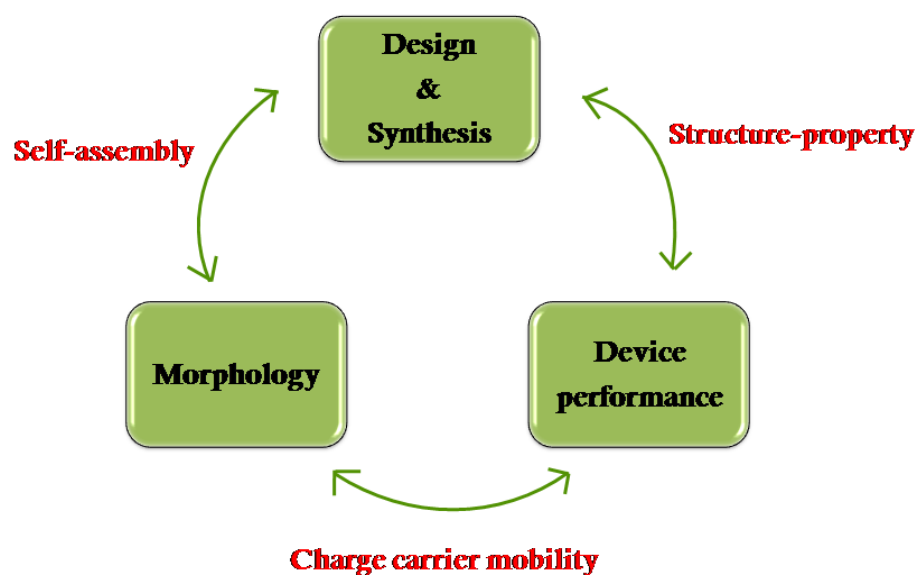 Design
&
Synthesis
Self-assembly
Structure-property
Morphology
Device
performance
Charge carrier mobility